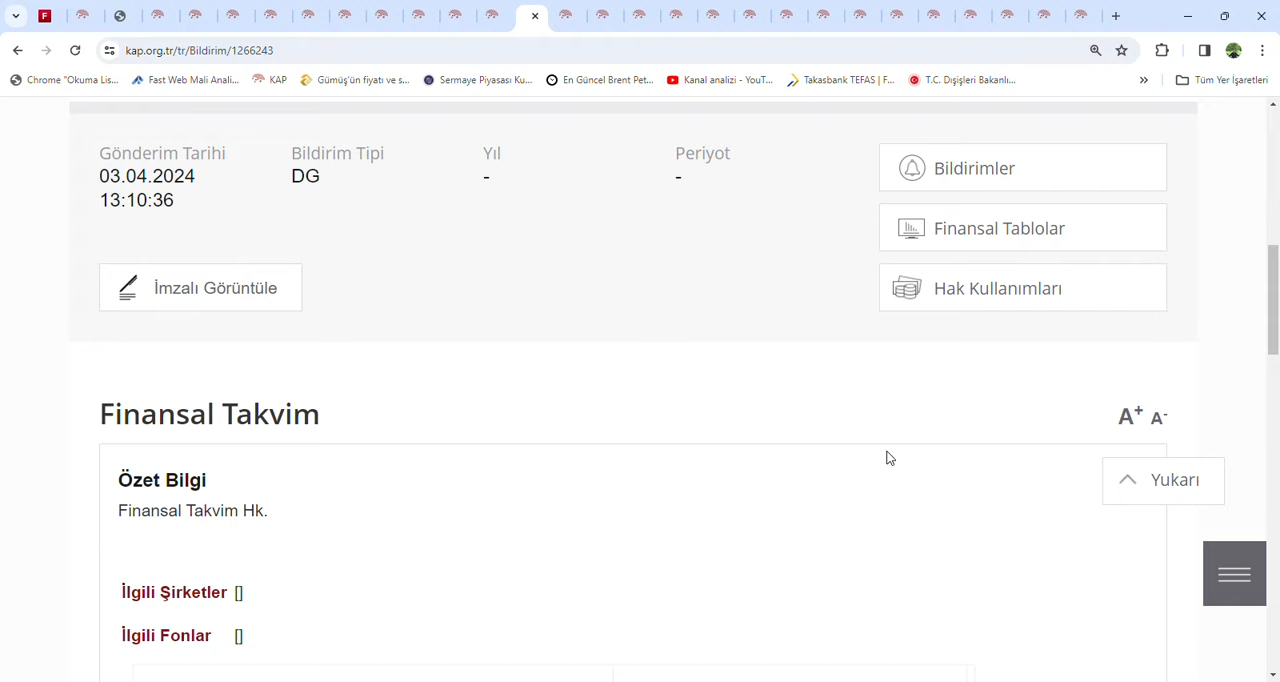 kap.org.tr/tr/Bildirim/1266243
Chrome "Okuma Lis...
Fast Web Mali Anali...
KAP
Gümüş'ün fiyatı ve s...
Sermaye Piyasası Ku...
En Güncel Brent Pet...
Kanal analizi - YouT...
Takasbank TEFAS | F...
T.C. Dışişleri Bakanlı...
»
Tüm Yer İşaretleri
Gönderim Tarihi
03.04.2024
13:10:36
Bildirim Tipi
DG
Yıl
-
Periyot
-
Bildirimler
Finansal Tablolar
Hak Kullanımları
İmzalı Görüntüle
Finansal Takvim
A+ A-
Özet Bilgi
Finansal Takvim Hk.
Yukarı
İlgili Şirketler []
İlgili Fonlar []